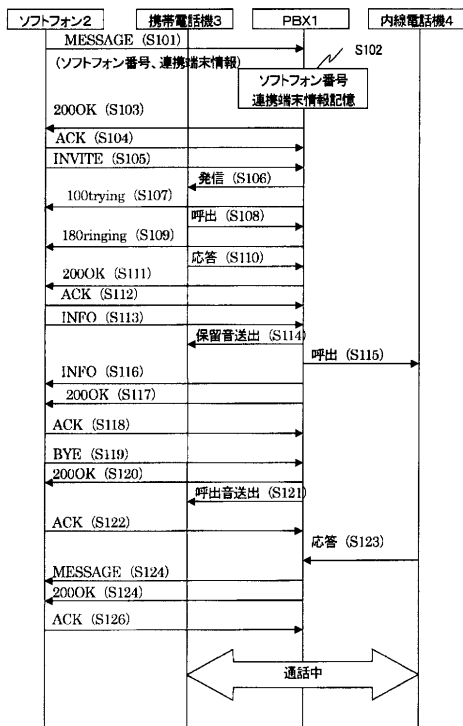 ソフトフォン2
携帯電話機3
PBX1
内線電話機4
MESSAGE (S101)
(ソフトフォン番号、連携端末情報)
S102
ソフトフォン番号
連携端末情報記憶
200OK (S103)
ACK (S104)
INVITE (S105)
発信 (S106)
100trying (S107)
呼出 (S108)
180ringing (S109)
応答 (S110)
200OK (S111)
ACK (S112)
INFO (S113)
保留音送出 (S114)
呼出 (S115)
INFO (S116)
200OK (S117)
ACK (S118)
BYE (S119)
200OK (S120)
呼出音送出 (S121)
ACK (S122)
応答 (S123)
MESSAGE (S124)
200OK (S124)
ACK (S126)
通話中